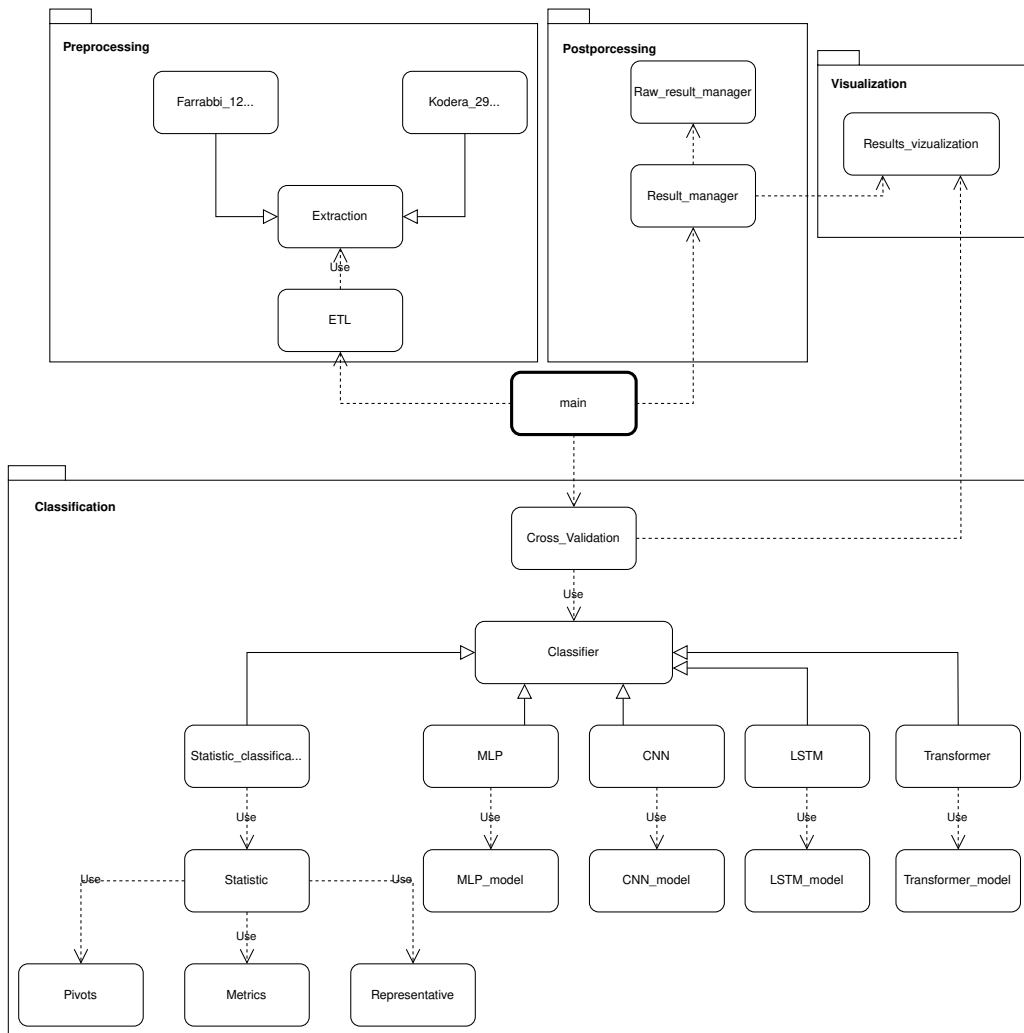 Preprocessing
Farrabbi_12...
Kodera_29...
Extraction
Use
ETL
Postporcessing
Raw_result_manager
Result_manager
Visualization
Results_vizualization
main
Classification
Cross_Validation
Use
Classifier
Statistic_classifica...
MLP
CNN
LSTM
Transformer
Use
Use
Use
Use
Use
Statistic
MLP_model
CNN_model
LSTM_model
Transformer_model
Use
Use
Use
Pivots
Metrics
Representative